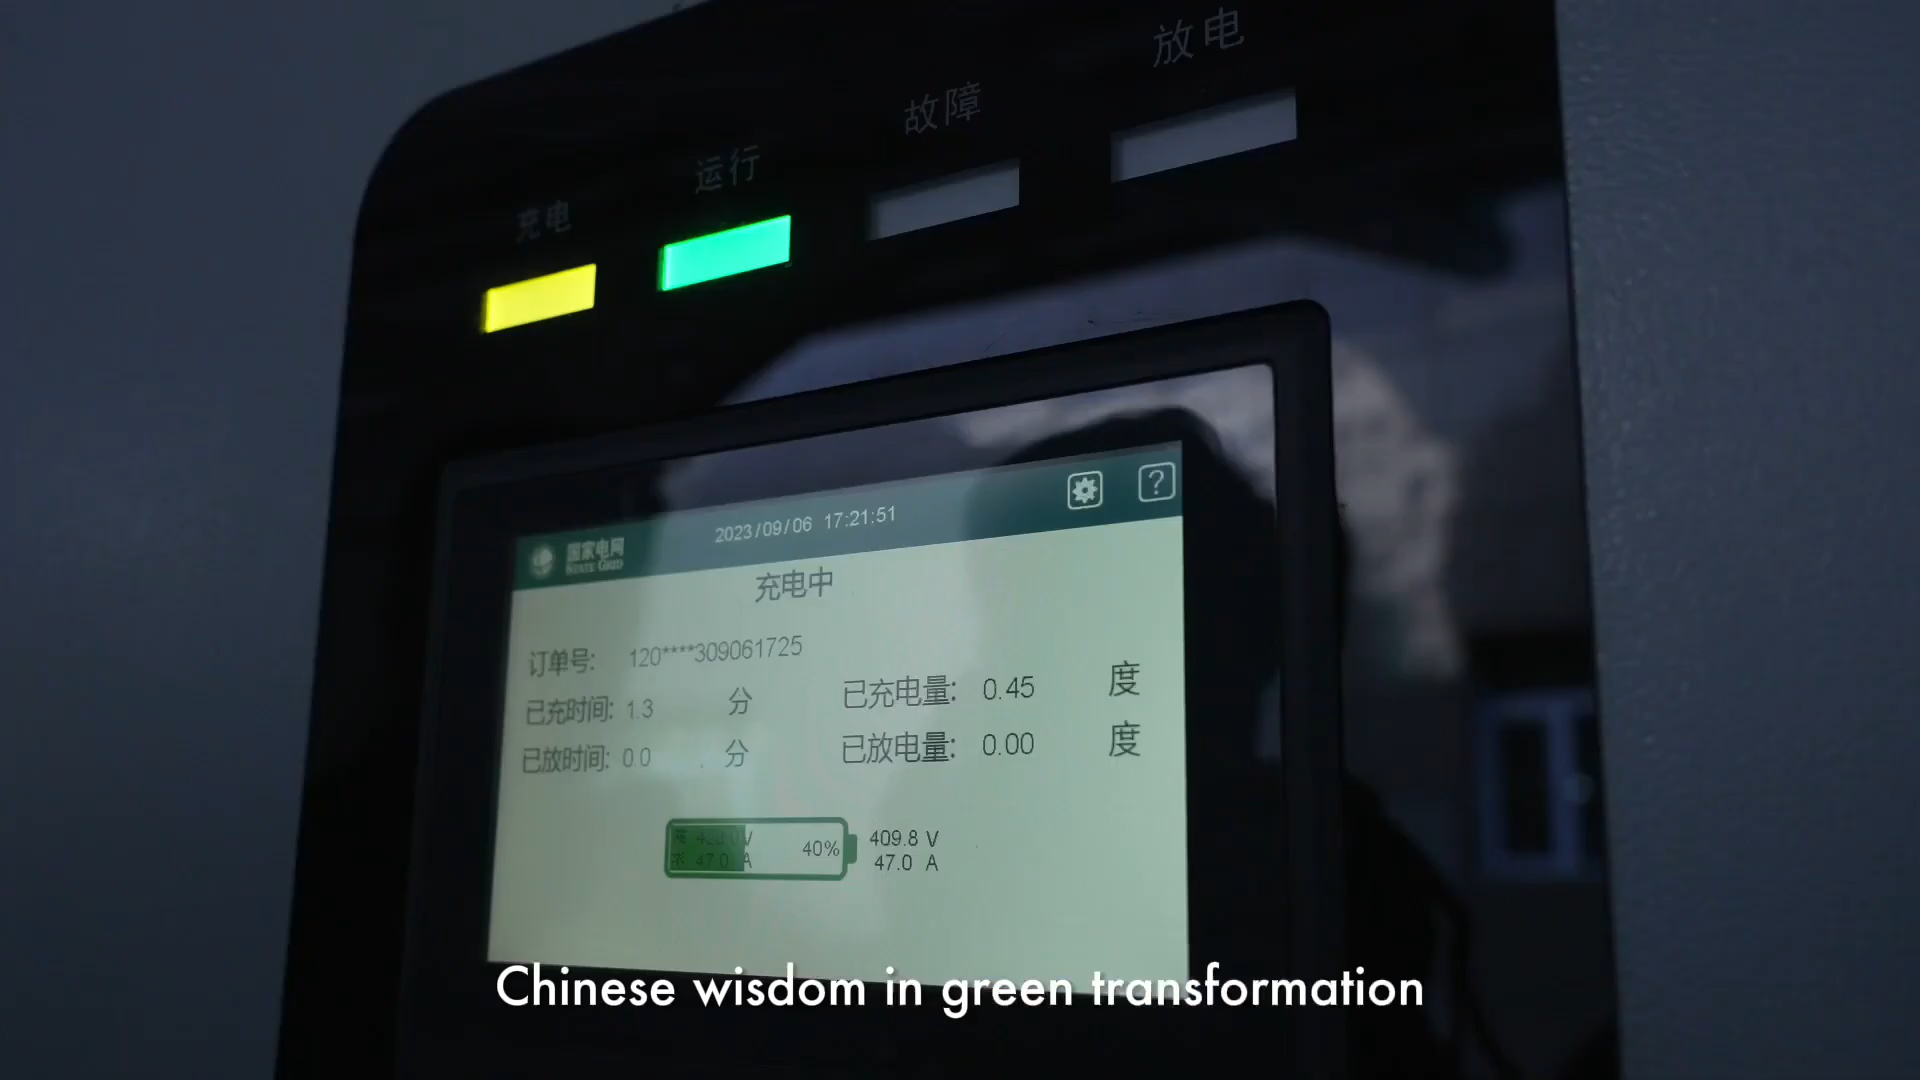 放电
故障
运行
充电
2023/09/06 17:21:51
国家电网
STATE GRID
充电中
订单号: 120****309061725
已充时间: 1.3 分 已充电量: 0.45 度
已放时间: 0.0 分 已放电量: 0.00 度
40%
409.8 V
47.0 A
Chinese wisdom in green transformation